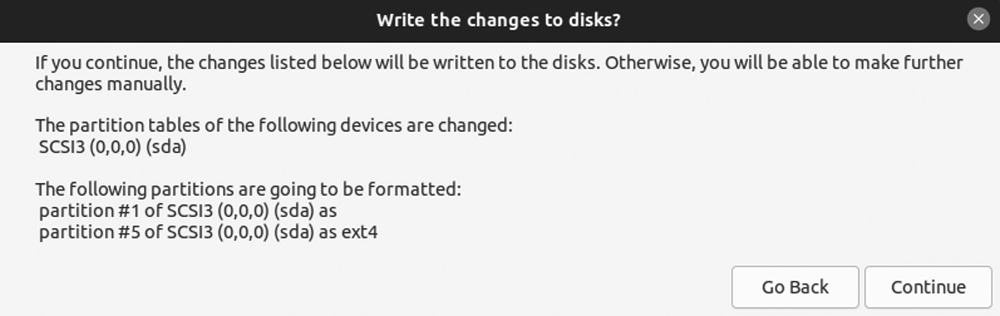 Write the changes to disks?
If you continue, the changes listed below will be written to the disks. Otherwise, you will be able to make further
changes manually.
The partition tables of the following devices are changed:
SCSI3 (0,0,0) (sda)
The following partitions are going to be formatted:
partition #1 of SCSI3 (0,0,0) (sda) as
partition #5 of SCSI3 (0,0,0) (sda) as ext4
Go Back
Continue